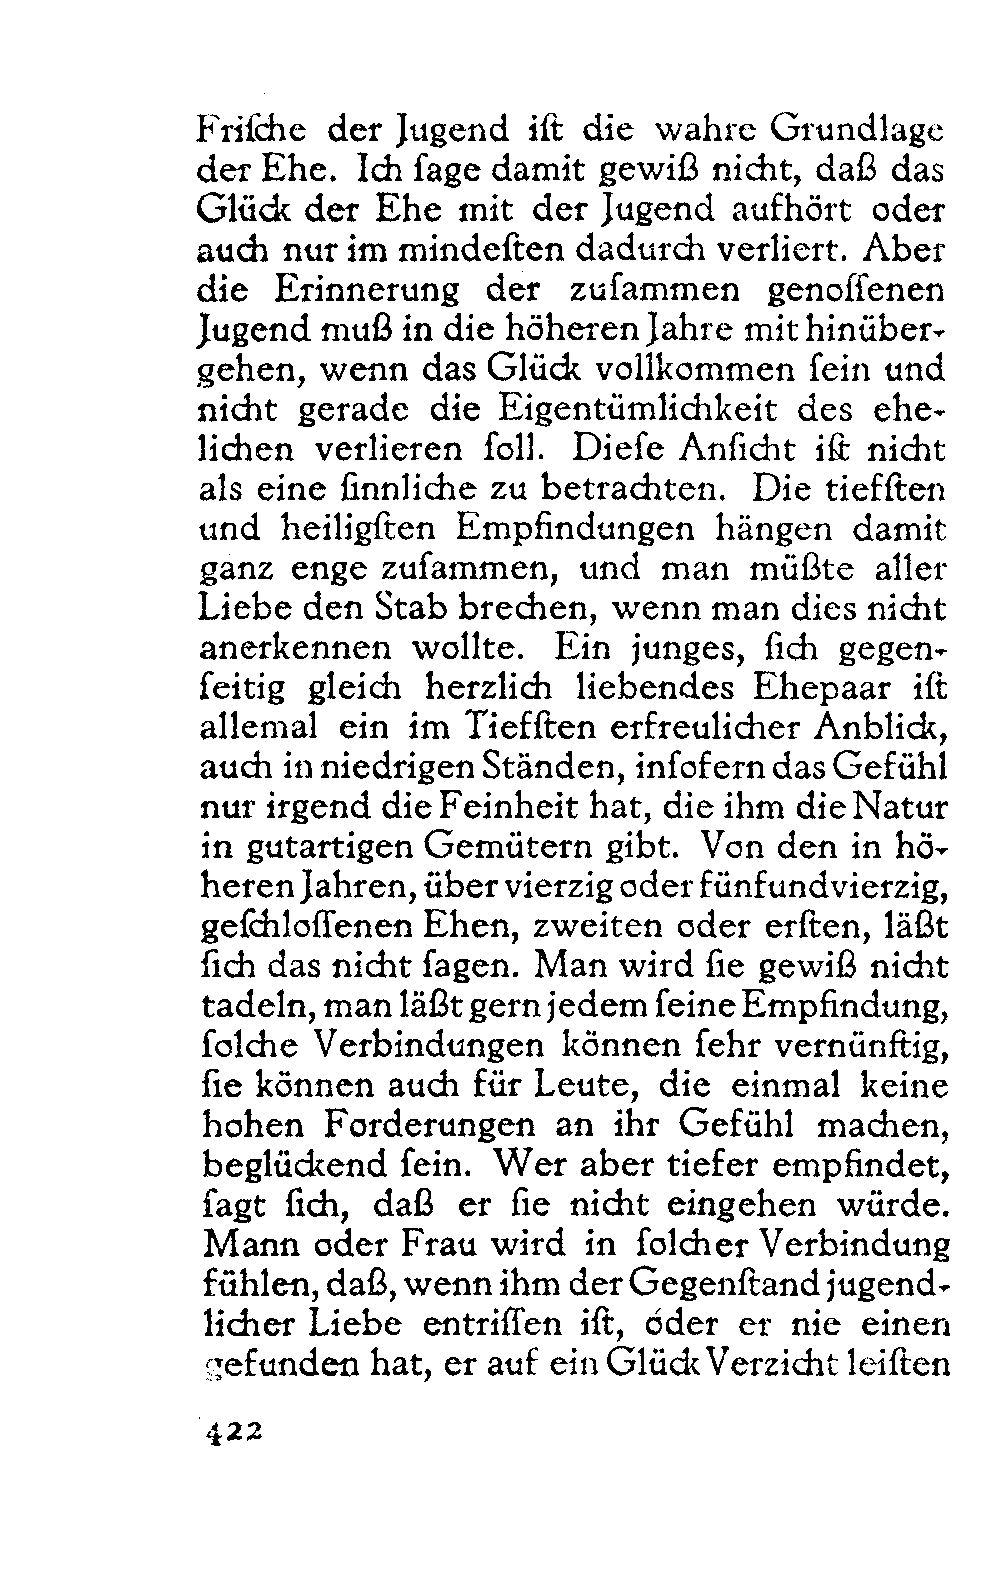 Friſche der Jugend iſt die wahre Grundlage
der Ehe. Ich ſage damit gewiß nicht, daß das
Glück der Ehe mit der Jugend aufhört oder
auch nur im mindeſten dadurch verliert. Aber
die Erinnerung der zuſammen genoſſenen
Jugend muß in die höheren Jahre mit hinüber-
gehen, wenn das Glück vollkommen ſein und
nicht gerade die Eigentümlichkeit des ehe-
lichen verlieren ſoll. Dieſe Anſicht iſt nicht
als eine ſinnliche zu betrachten. Die tiefſten
und heiligſten Empfindungen hängen damit
ganz enge zuſammen, und man müßte aller
Liebe den Stab brechen, wenn man dies nicht
anerkennen wollte. Ein junges, ſich gegen-
ſeitig gleich herzlich liebendes Ehepaar iſt
allemal ein im Tiefſten erfreulicher Anblick,
auch in niedrigen Ständen, inſofern das Gefühl
nur irgend die Feinheit hat, die ihm die Natur
in gutartigen Gemütern gibt. Von den in hö-
heren Jahren, über vierzig oder fünfundvierzig,
geſchloſſenen Ehen, zweiten oder erſten, läßt
ſich das nicht ſagen. Man wird ſie gewiß nicht
tadeln, man läßt gern jedem ſeine Empfindung,
ſolche Verbindungen können ſehr vernünftig,
ſie können auch für Leute, die einmal keine
hohen Forderungen an ihr Gefühl machen,
beglückend ſein. Wer aber tiefer empfindet,
ſagt ſich, daß er ſie nicht eingehen würde.
Mann oder Frau wird in ſolcher Verbindung
fühlen, daß, wenn ihm der Gegenſtand jugend-
licher Liebe entriſſen iſt, oder er nie einen
gefunden hat, er auf ein Glück Verzicht leiſten
422